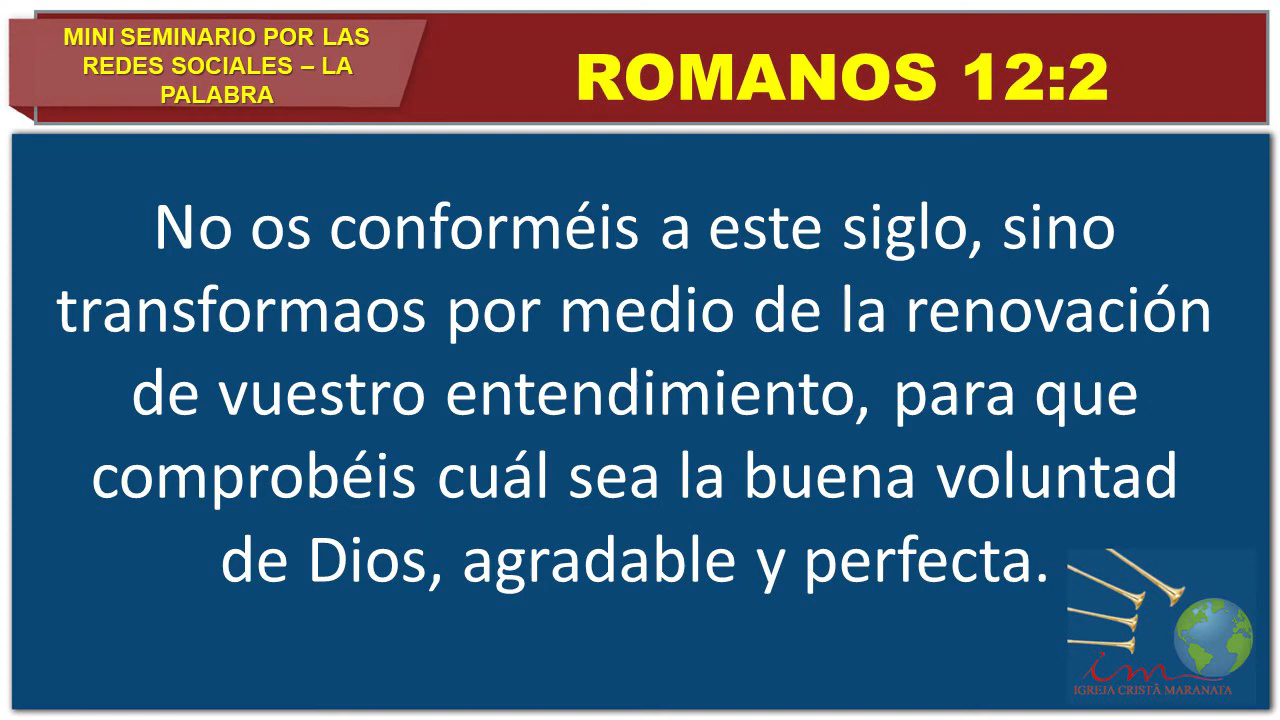 MINI SEMINARIO POR LAS
REDES SOCIALES – LA
PALABRA
ROMANOS 12:2
No os conforméis a este siglo, sino
transformaos por medio de la renovación
de vuestro entendimiento, para que
comprobéis cuál sea la buena voluntad
de Dios, agradable y perfecta.
im
IGREJA CRISTÃ MARANATA